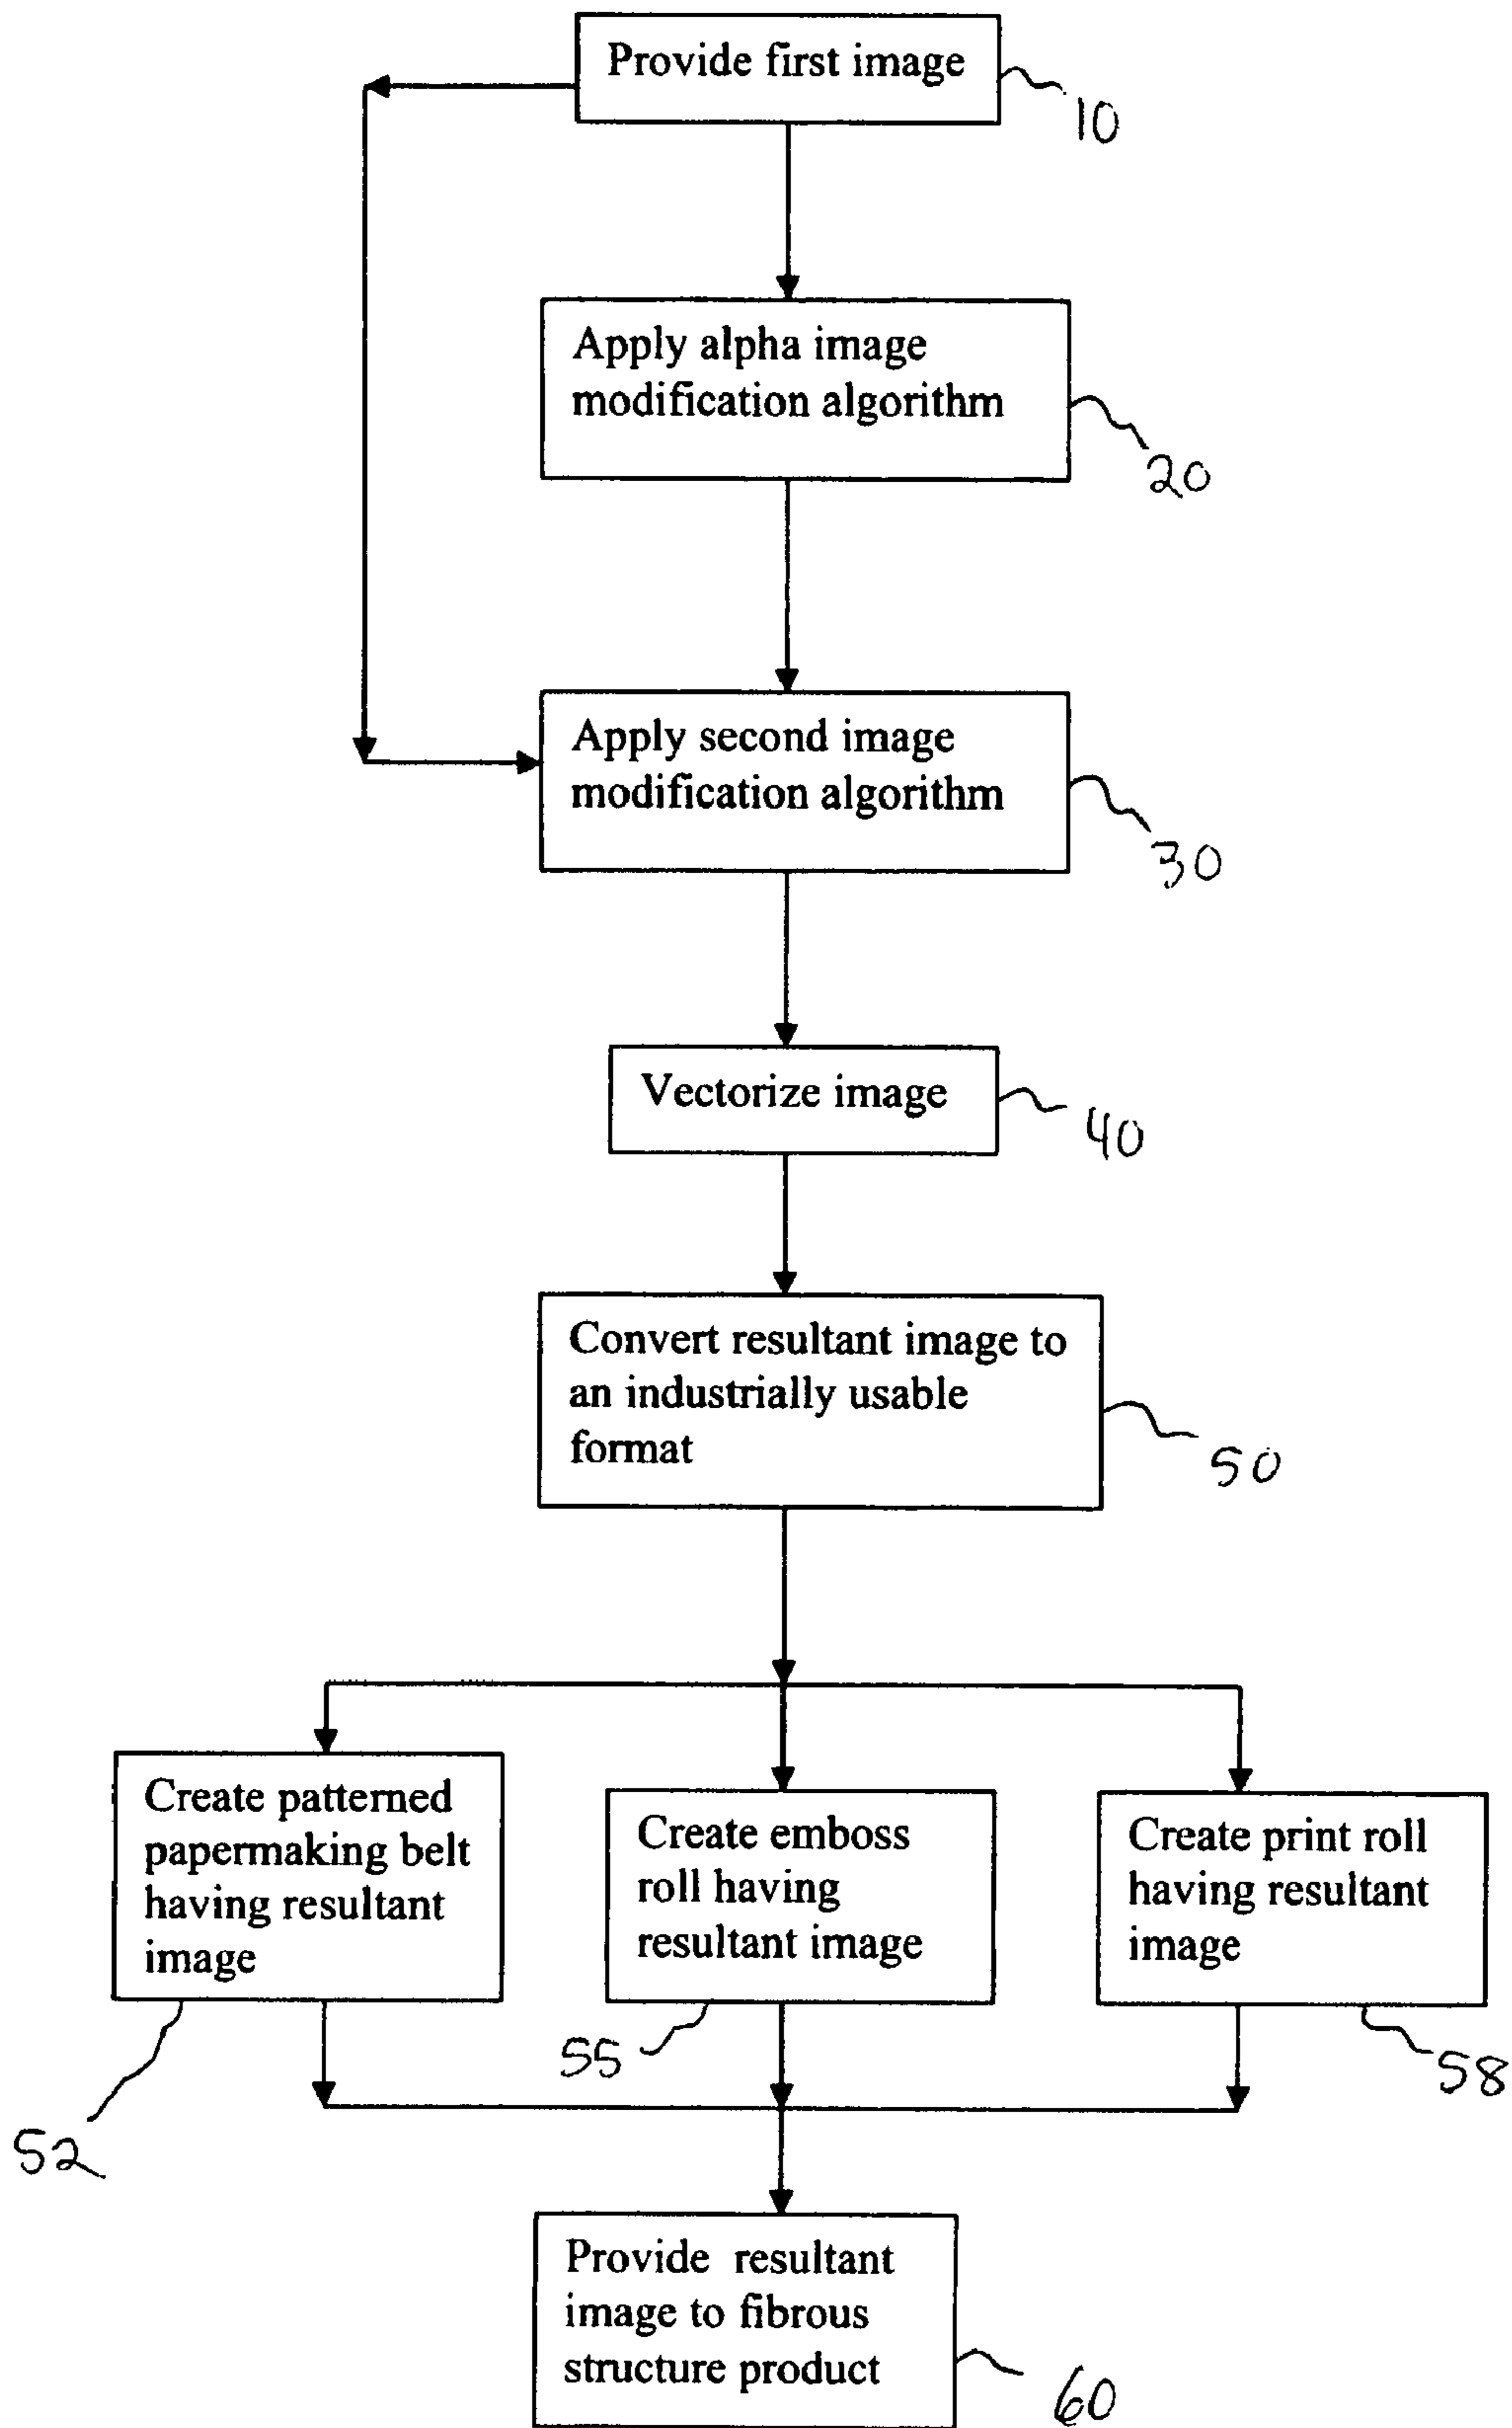 Provide first image
10
Apply alpha image
modification algorithm
20
Apply second image
modification algorithm
30
Vectorize image
40
Convert resultant image to
an industrially usable
format
50
Create patterned
papermaking belt
having resultant
image
52
Create emboss
roll having
resultant image
55
Create print roll
having resultant
image
58
Provide resultant
image to fibrous
structure product
60